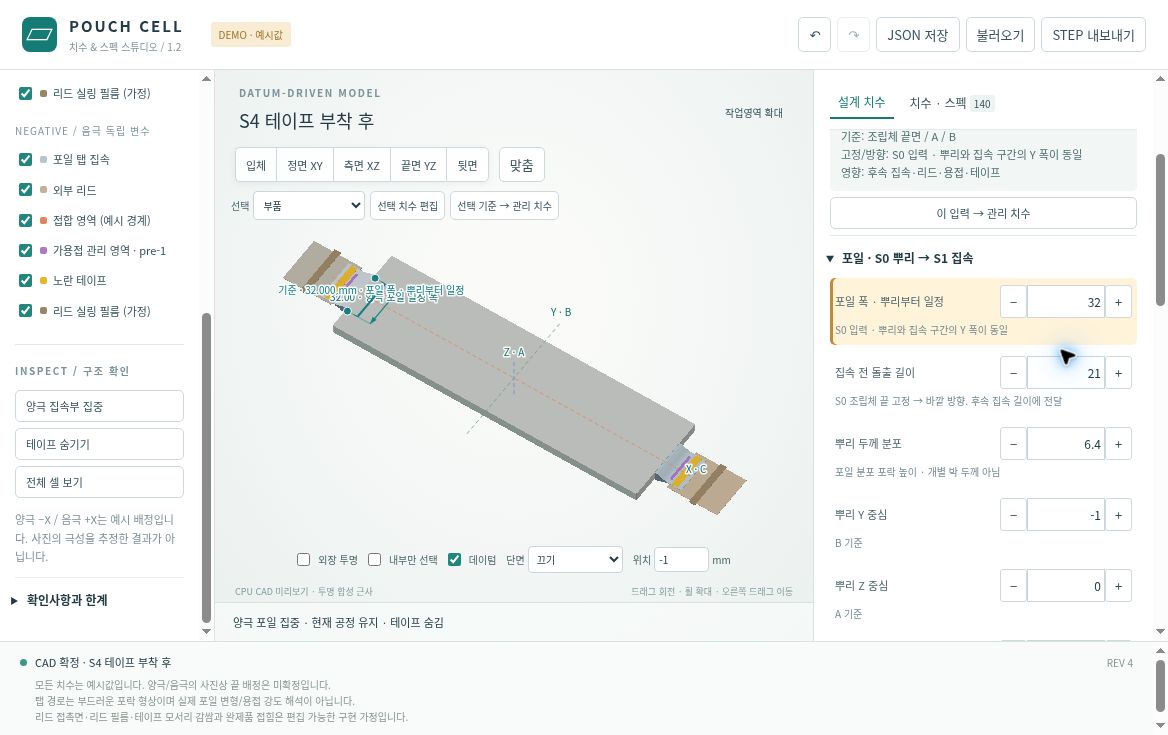 POUCH CELL
치수 & 스펙 스튜디오 / 1.2
DEMO · 예시값
↶
↷
JSON 저장
불러오기
STEP 내보내기
리드 실링 필름 (가정)
NEGATIVE / 음극 독립 변수
포일 탭 집속
외부 리드
접합 영역 (예시 경계)
가용접 관리 영역 · pre-1
노란 테이프
리드 실링 필름 (가정)
INSPECT / 구조 확인
양극 집속부 집중
테이프 숨기기
전체 셀 보기
양극 −X / 음극 +X는 예시 배정입니
다. 사진의 극성을 추정한 결과가 아
닙니다.
확인사항과 한계
DATUM-DRIVEN MODEL
S4 테이프 부착 후
작업영역 확대
입체
정면 XY
측면 XZ
끝면 YZ
뒷면
맞춤
선택
부품
선택 치수 편집
선택 기준 → 관리 치수
기준 · 32.000 mm · 포일 폭 · 뿌리부터 일정
32.00 · 양극 포일 일정 폭
Y · B
Z · A
X · C
외장 투명
내부만 선택
데이텀
단면
끄기
위치
-1
mm
CPU CAD 미리보기 · 투명 합성 근사
드래그 회전 · 휠 확대 · 오른쪽 드래그 이동
양극 포일 집중 · 현재 공정 유지 · 테이프 숨김
설계 치수
치수 · 스펙 140
기준: 조립체 끝면 / A / B
고정/방향: S0 입력 · 뿌리와 집속 구간의 Y 폭이 동일
영향: 후속 집속·리드·용접·테이프
이 입력 → 관리 치수
포일 · S0 뿌리 → S1 집속
포일 폭 · 뿌리부터 일정
−
32
+
S0 입력 · 뿌리와 집속 구간의 Y 폭이 동일
집속 전 돌출 길이
−
21
+
S0 조립체 끝 고정 → 바깥 방향. 후속 집속 길이에 전달
뿌리 두께 분포
−
6.4
+
포일 분포 포락 높이 · 개별 박 두께 아님
뿌리 Y 중심
−
-1
+
B 기준
뿌리 Z 중심
−
0
+
A 기준
CAD 확정 · S4 테이프 부착 후
REV 4
모든 치수는 예시값입니다. 양극/음극의 사진상 끝 배정은 미확정입니다.
탭 경로는 부드러운 포락 형상이며 실제 포일 변형/용접 강도 해석이 아닙니다.
리드 접촉면·리드 필름·테이프 모서리 감쌈과 완제품 접힘은 편집 가능한 구현 가정입니다.